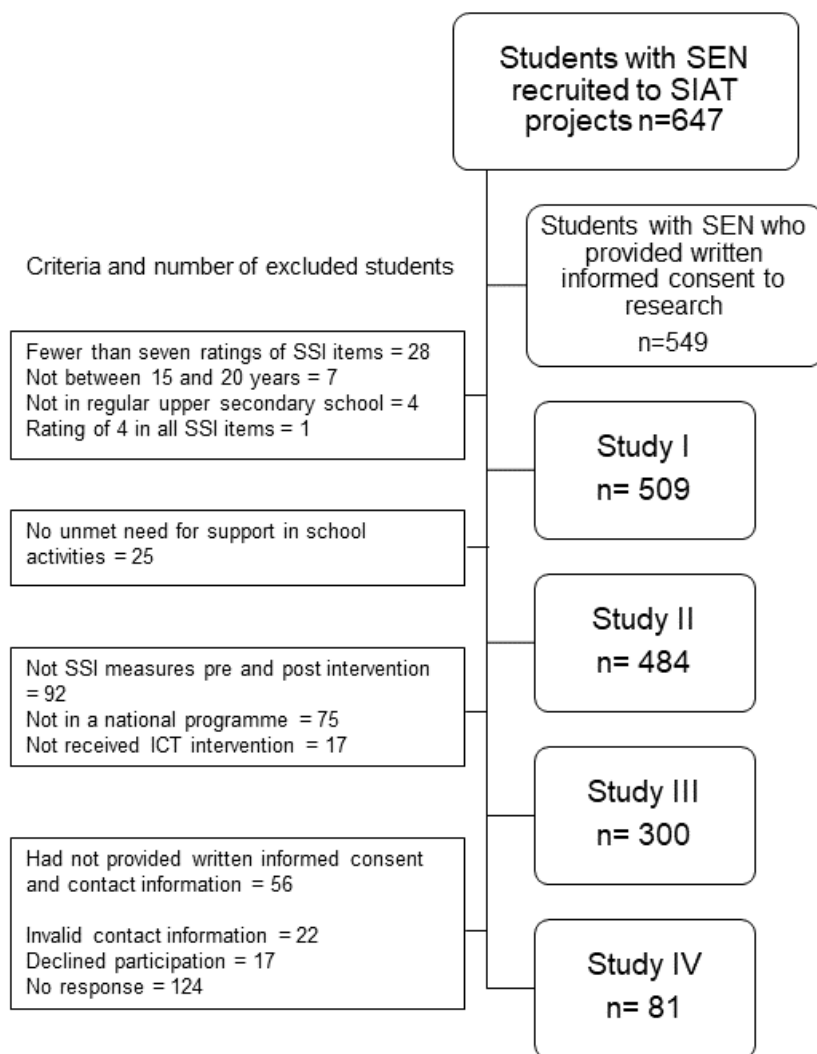 Students with SEN
recruited to SIAT
projects n=647
Students with SEN who
provided written
informed consent to
research
n=549
Criteria and number of excluded students
Fewer than seven ratings of SSI items = 28
Not between 15 and 20 years = 7
Not in regular upper secondary school = 4
Rating of 4 in all SSI items = 1
Study I
n= 509
No unmet need for support in school
activities = 25
Study II
n= 484
Not SSI measures pre and post intervention
= 92
Not in a national programme = 75
Not received ICT intervention = 17
Study III
n= 300
Had not provided written informed consent
and contact information = 56
Invalid contact information = 22
Declined participation = 17
No response = 124
Study IV
n= 81